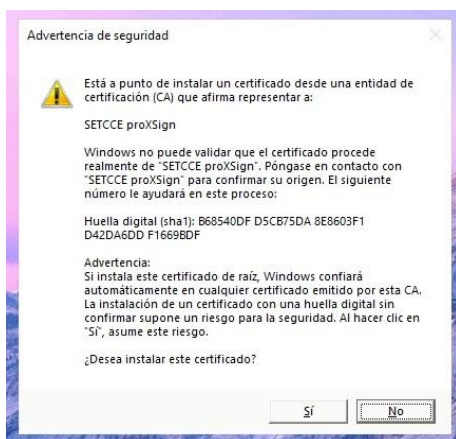 Advertencia de seguridad
Está a punto de instalar un certificado desde una entidad de
certificación (CA) que afirma representar a:
SETCCE proXSign
Windows no puede validar que el certificado procede
realmente de "SETCCE proXSign". Póngase en contacto con
"SETCCE proXSign" para confirmar su origen. El siguiente
número le ayudará en este proceso:
Huella digital (sha1): B68540DF D5CB75DA 8E8603F1
D42DA6DD F1669BDF
Advertencia:
Si instala este certificado de raíz, Windows confiará
automáticamente en cualquier certificado emitido por esta CA.
La instalación de un certificado con una huella digital sin
confirmar supone un riesgo para la seguridad. Al hacer clic en
"Sí", asume este riesgo.
¿Desea instalar este certificado?
Sí No